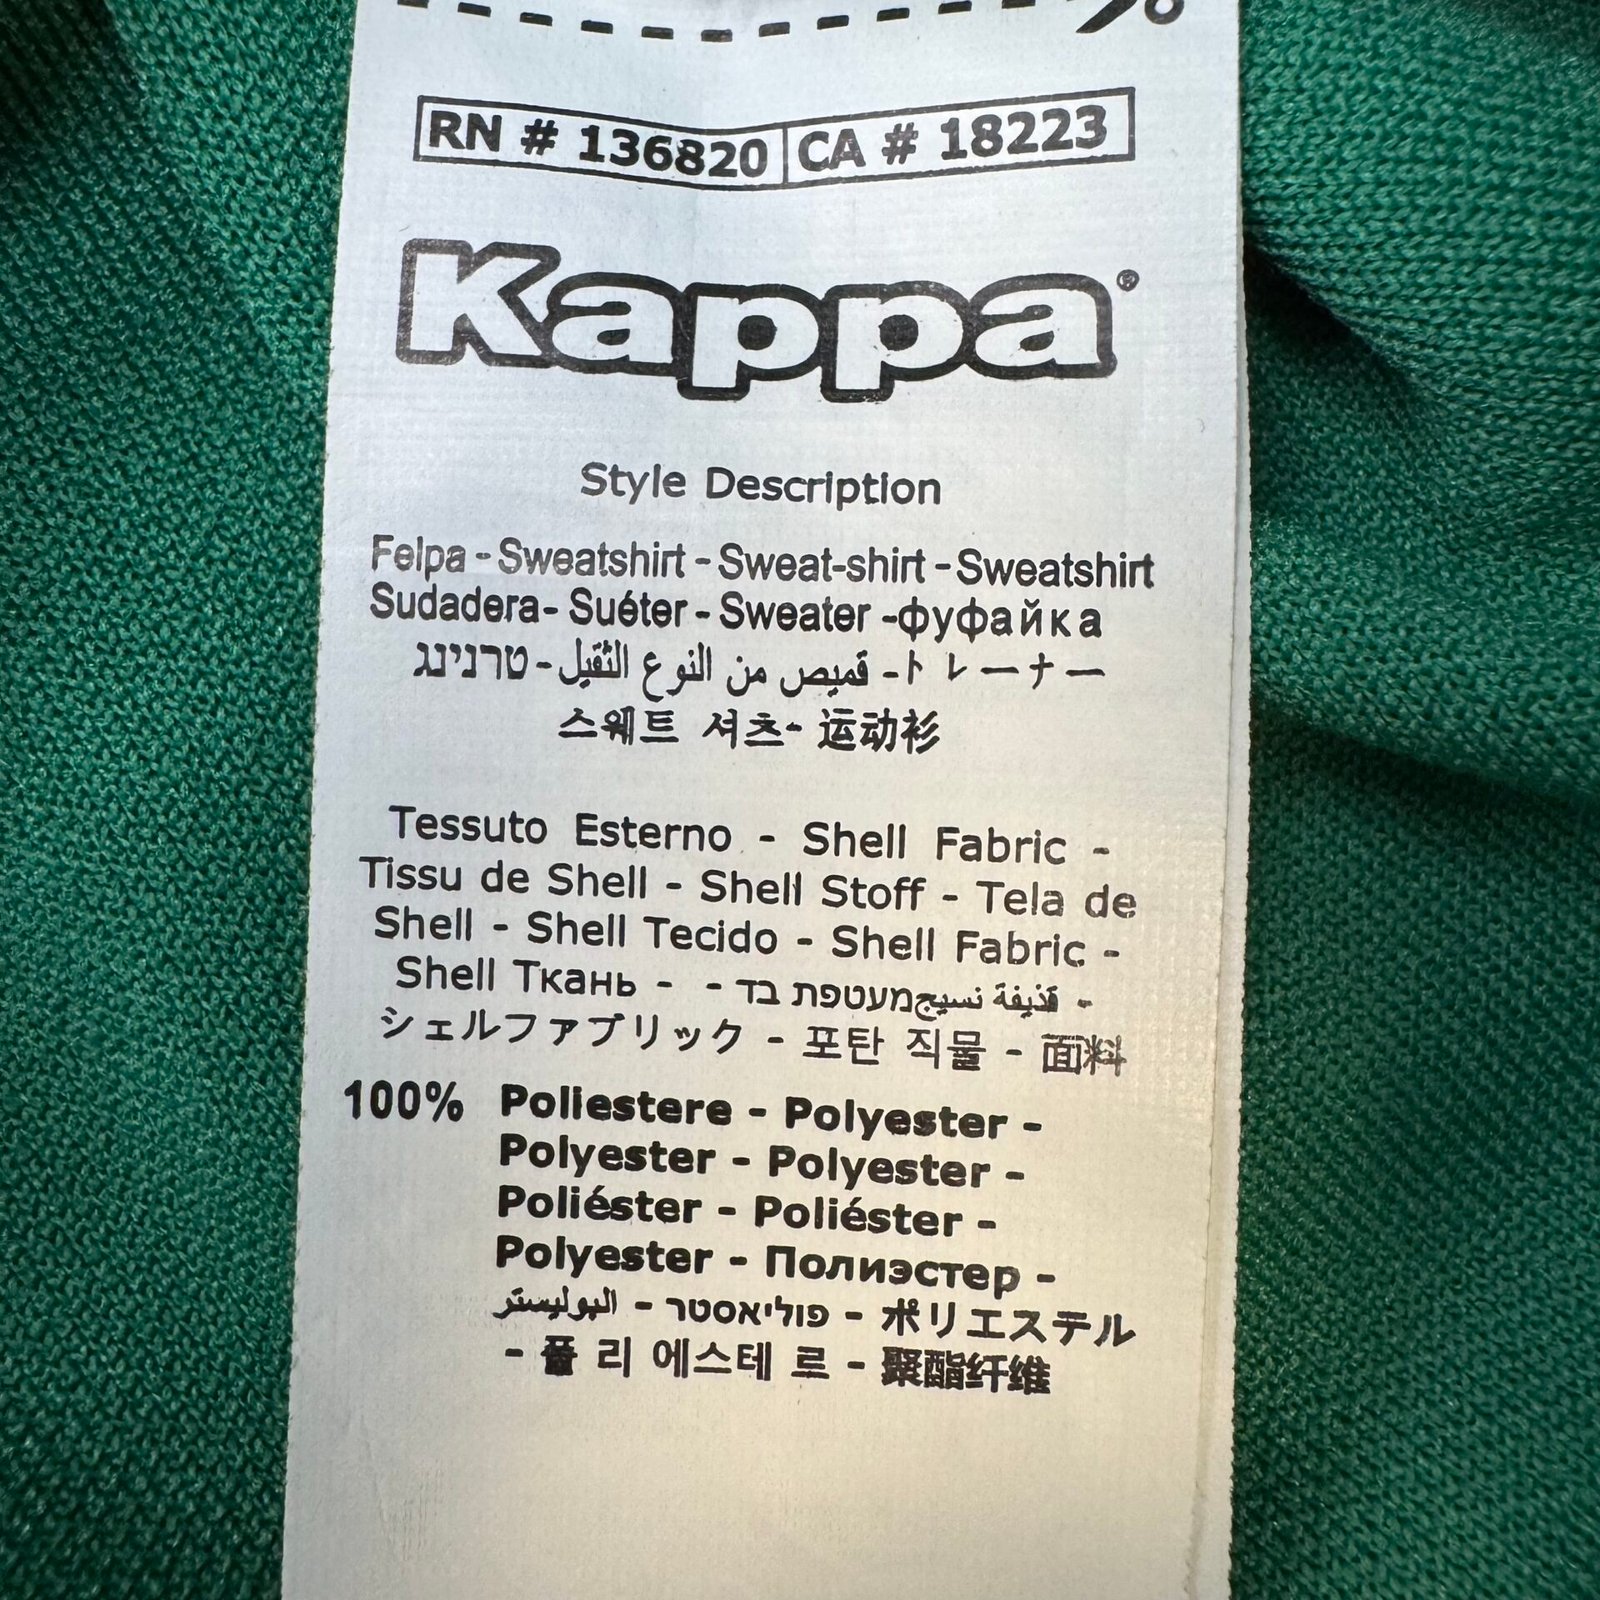 RN # 136820 CA # 18223
Kappa®
Style Description
Felpa - Sweatshirt - Sweat-shirt - Sweatshirt
Sudadera- Suéter - Sweater -фуфайка
טרנינג - قميص من النوع الثقيل - トレーナー
스웨트 셔츠- 运动衫
Tessuto Esterno - Shell Fabric -
Tissu de Shell - Shell Stoff - Tela de
Shell - Shell Tecido - Shell Fabric -
Shell Ткань - - מעטפת בד قذيفة نسيج -
シェルファブリック - 포탄 직물 - 面料
100% Poliestere - Polyester -
Polyester - Polyester -
Poliéster - Poliéster -
Polyester - Полиэстер -
البوليستر - פוליאסטר - ポリエステル
- 폴 리 에스테 르 - 聚酯纤维